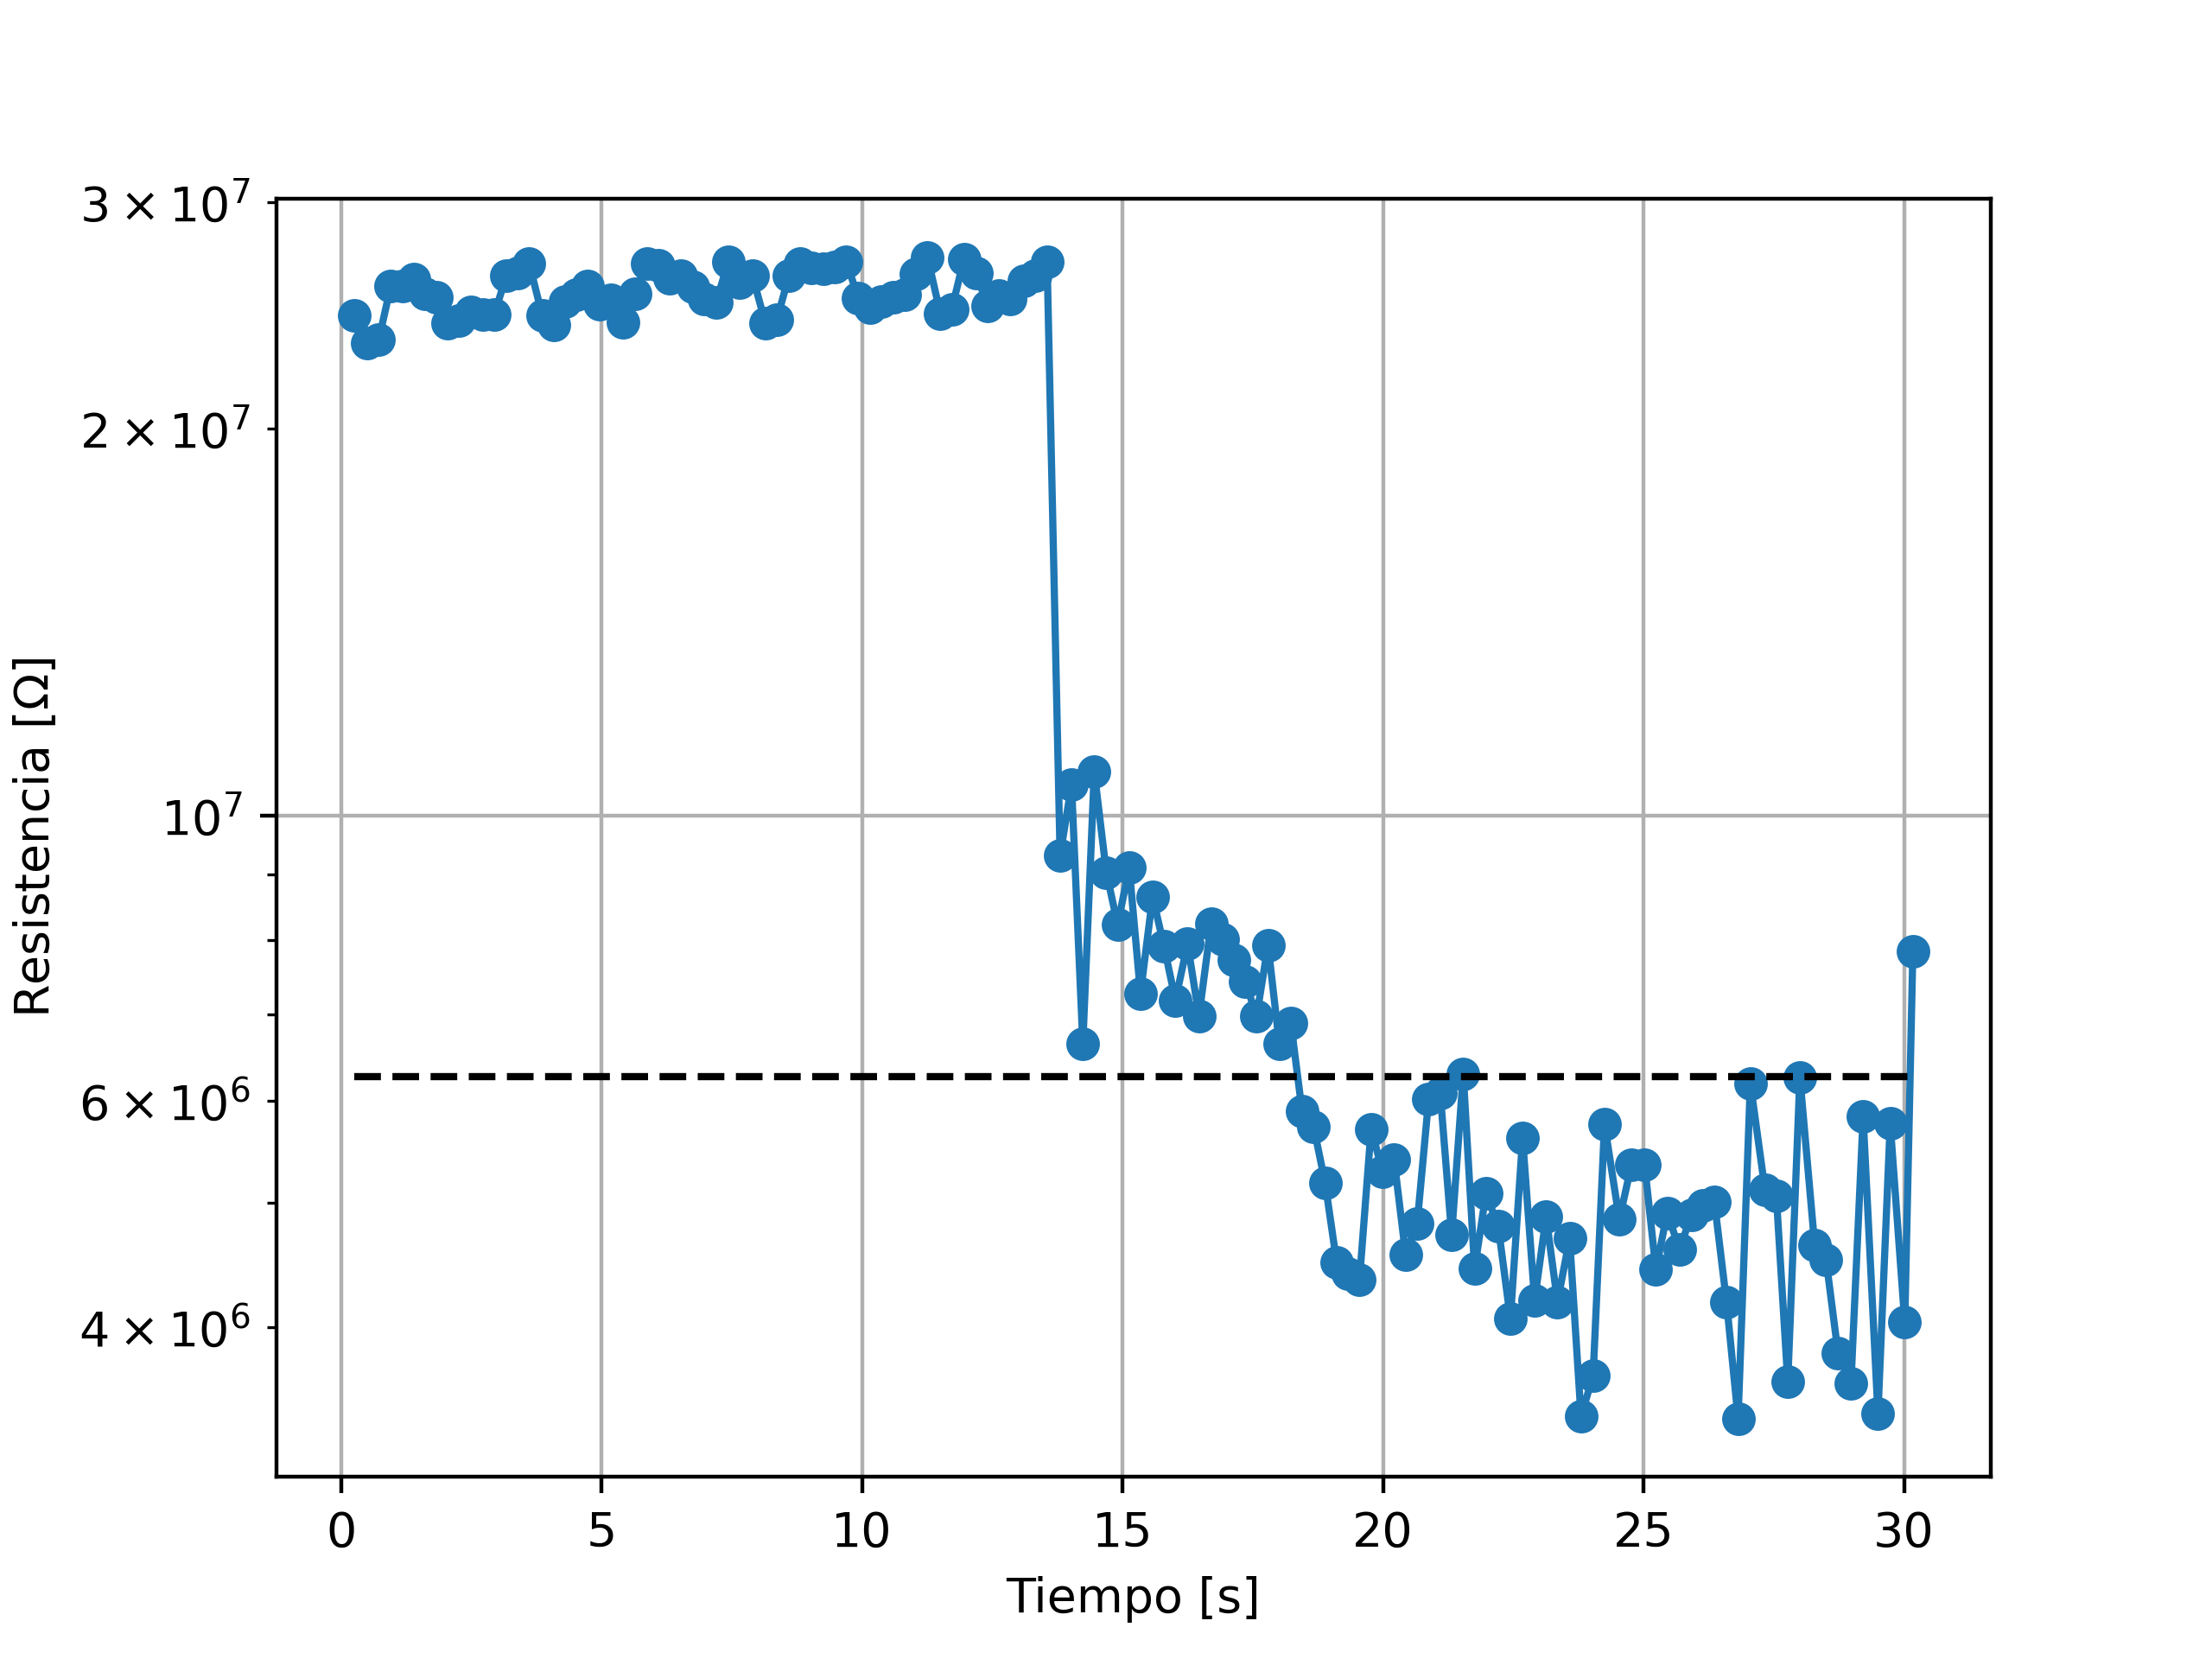 3 × 10⁷
2 × 10⁷
10⁷
6 × 10⁶
4 × 10⁶
Resistencia [Ω]
0 5 10 15 20 25 30
Tiempo [s]